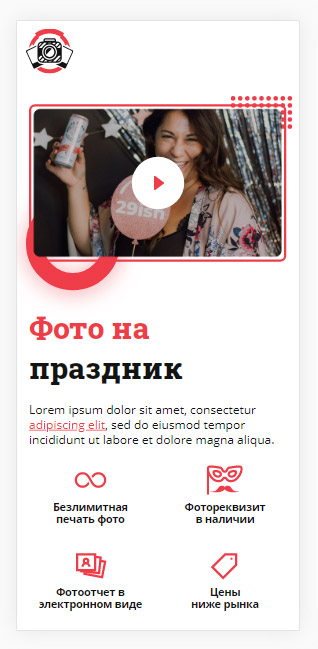 29ish
Фото на
праздник
Lorem ipsum dolor sit amet, consectetur
adipiscing elit, sed do eiusmod tempor
incididunt ut labore et dolore magna aliqua.
Безлимитная
печать фото
Фотореквизит
в наличии
Фотоотчет в
электронном виде
Цены
ниже рынка